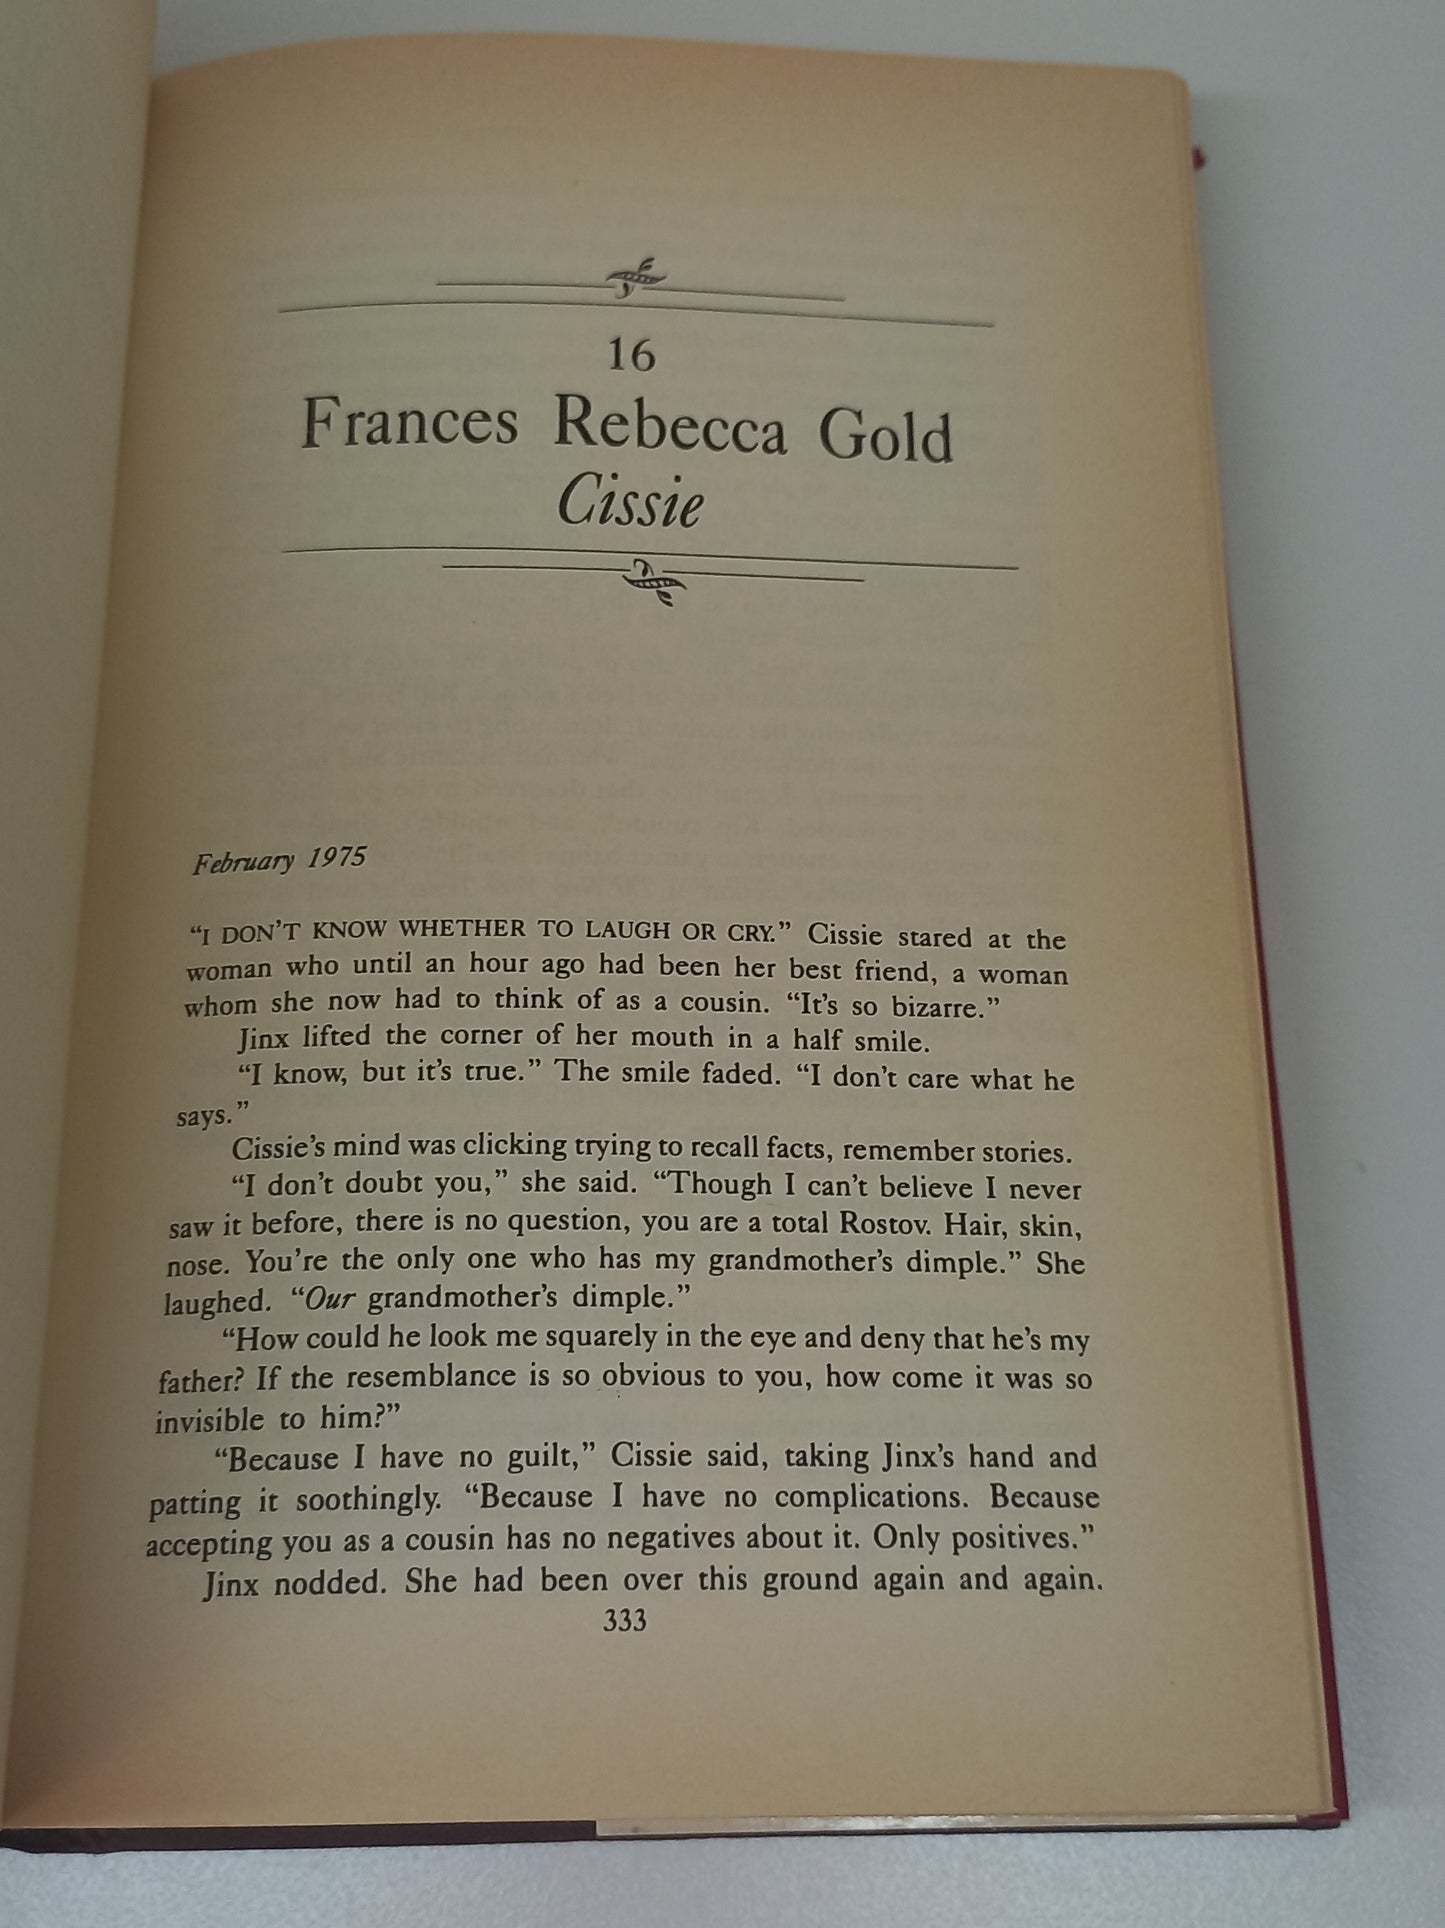 16
Frances Rebecca Gold
Cissie
February 1975
“I DON’T KNOW WHETHER TO LAUGH OR CRY.” Cissie stared at the
woman who until an hour ago had been her best friend, a woman
whom she now had to think of as a cousin. “It’s so bizarre.”
Jinx lifted the corner of her mouth in a half smile.
“I know, but it’s true.” The smile faded. “I don’t care what he
says.”
Cissie’s mind was clicking trying to recall facts, remember stories.
“I don’t doubt you,” she said. “Though I can’t believe I never
saw it before, there is no question, you are a total Rostov. Hair, skin,
nose. You’re the only one who has my grandmother’s dimple.” She
laughed. “Our grandmother’s dimple.”
“How could he look me squarely in the eye and deny that he’s my
father? If the resemblance is so obvious to you, how come it was so
invisible to him?”
“Because I have no guilt,” Cissie said, taking Jinx’s hand and
patting it soothingly. “Because I have no complications. Because
accepting you as a cousin has no negatives about it. Only positives.”
Jinx nodded. She had been over this ground again and again.
333